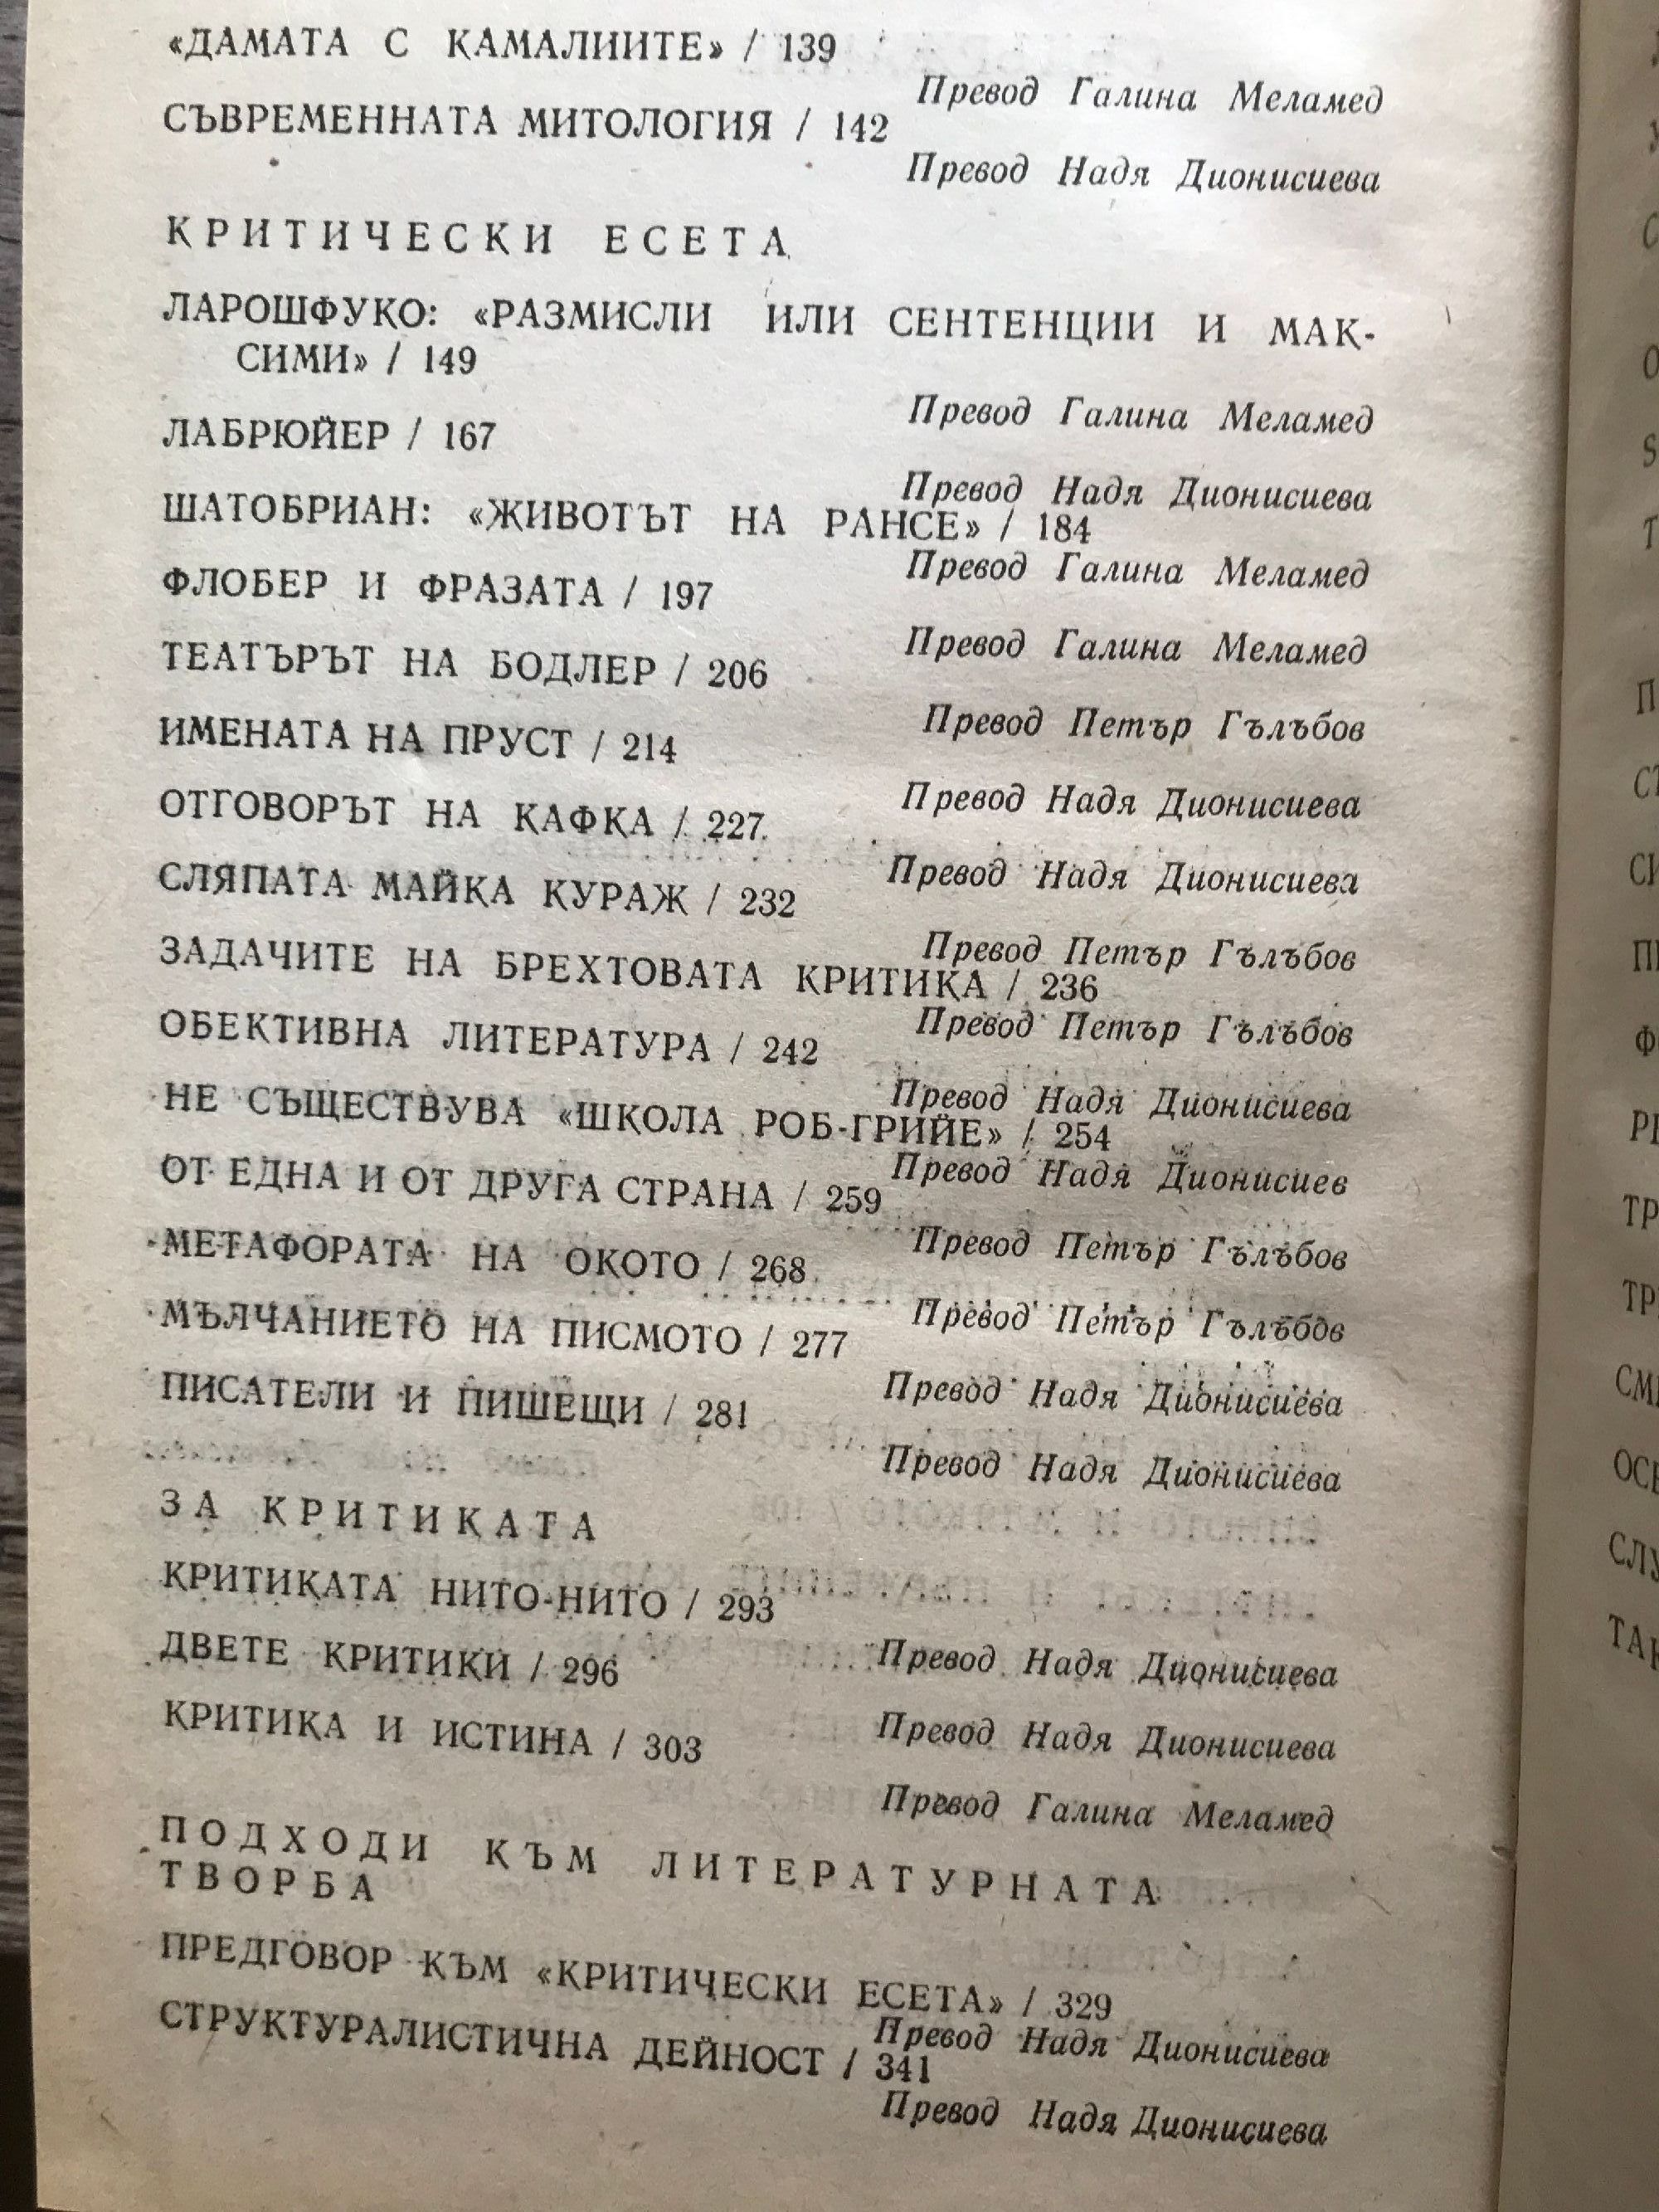 «ДАМАТА С КАМАЛИИТЕ» / 139
Превод Галина Меламед
СЪВРЕМЕННАТА МИТОЛОГИЯ / 142
Превод Надя Дионисиева
КРИТИЧЕСКИ ЕСЕТА
ЛАРОШФУКО: «РАЗМИСЛИ ИЛИ СЕНТЕНЦИИ И МАК-
СИМИ» / 149
Превод Галина Меламед
ЛАБРЮЙЕР / 167
Превод Надя Дионисиева
ШАТОБРИАН: «ЖИВОТЪТ НА РАНСЕ» / 184
Превод Галина Меламед
ФЛОБЕР И ФРАЗАТА / 197
Превод Галина Меламед
ТЕАТЪРЪТ НА БОДЛЕР / 206
Превод Петър Гълъбов
ИМЕНАТА НА ПРУСТ / 214
Превод Надя Дионисиева
ОТГОВОРЪТ НА КАФКА / 227
Превод Надя Дионисиева
СЛЯПАТА МАЙКА КУРАЖ / 232
Превод Петър Гълъбов
ЗАДАЧИТЕ НА БРЕХТОВАТА КРИТИКА / 236
Превод Петър Гълъбов
ОБЕКТИВНА ЛИТЕРАТУРА / 242
Превод Надя Дионисиева
НЕ СЪЩЕСТВУВА «ШКОЛА РОБ-ГРИЙЕ» / 254
Превод Надя Дионисиев
ОТ ЕДНА И ОТ ДРУГА СТРАНА / 259
Превод Петър Гълъбов
МЕТАФОРАТА НА ОКОТО / 268
Превод Петър Гълъбов
МЪЛЧАНИЕТО НА ПИСМОТО / 277
Превод Надя Дионисиева
ПИСАТЕЛИ И ПИШЕЩИ / 281
Превод Надя Дионисиева
ЗА КРИТИКАТА
КРИТИКАТА НИТО-НИТО / 293
Превод Надя Дионисиева
ДВЕТЕ КРИТИКИ / 296
Превод Надя Дионисиева
КРИТИКА И ИСТИНА / 303
Превод Галина Меламед
ПОДХОДИ КЪМ ЛИТЕРАТУРНАТА
ТВОРБА
ПРЕДГОВОР КЪМ «КРИТИЧЕСКИ ЕСЕТА» / 329
Превод Надя Дионисиева
СТРУКТУРАЛИСТИЧНА ДЕЙНОСТ / 341
Превод Надя Дионисиева